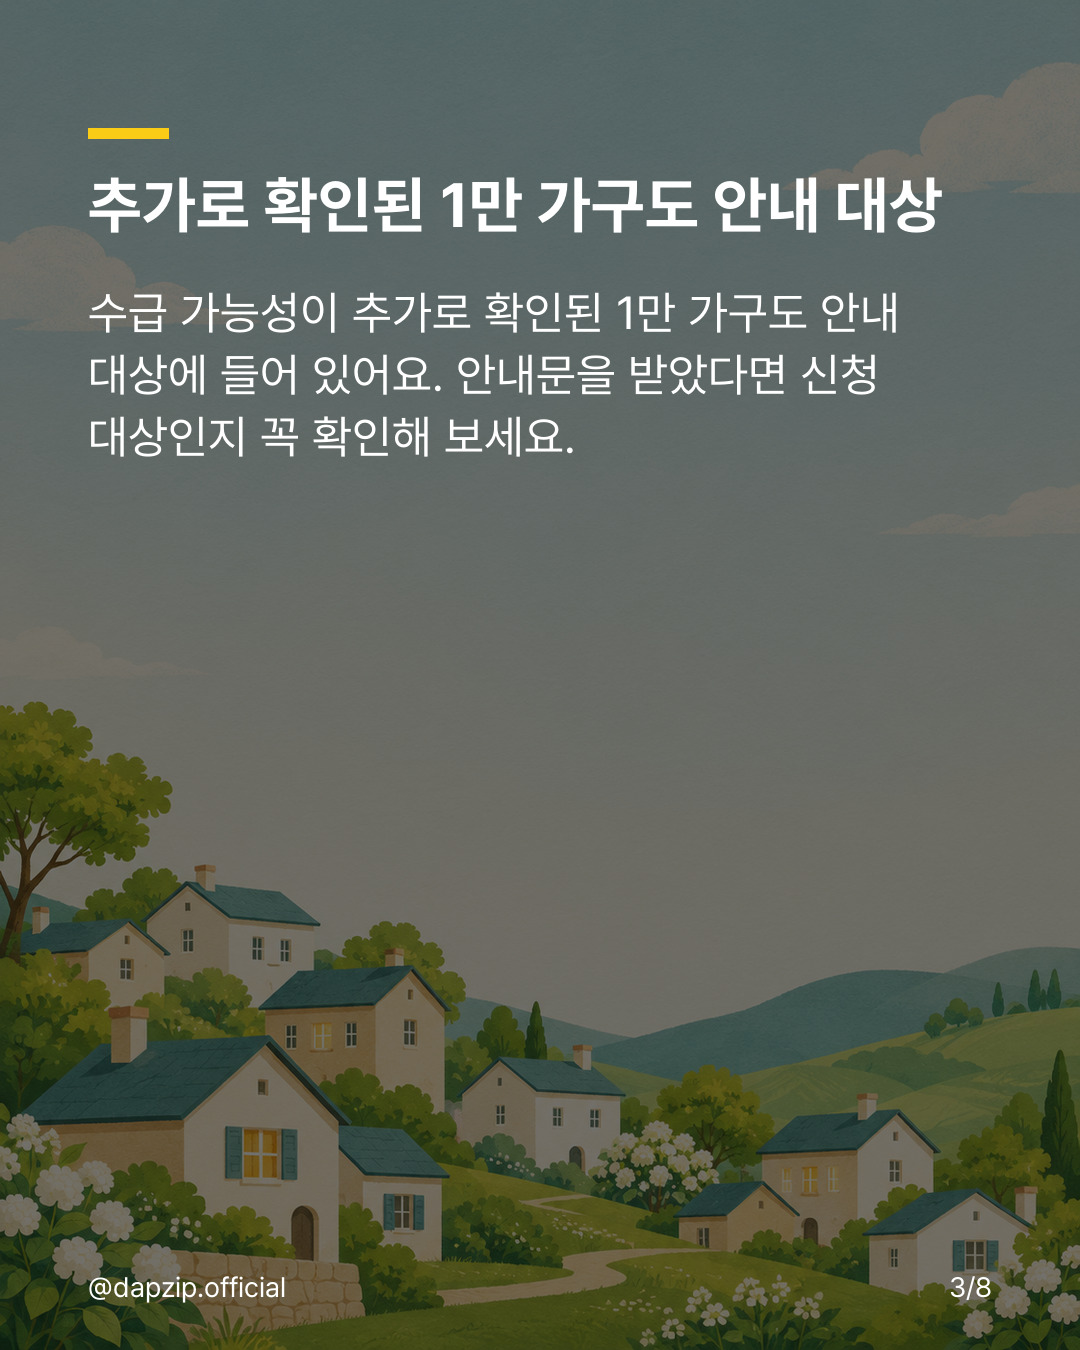 추가로 확인된 1만 가구도 안내 대상
수급 가능성이 추가로 확인된 1만 가구도 안내
대상에 들어 있어요. 안내문을 받았다면 신청
대상인지 꼭 확인해 보세요.
@dapzip.official
3/8